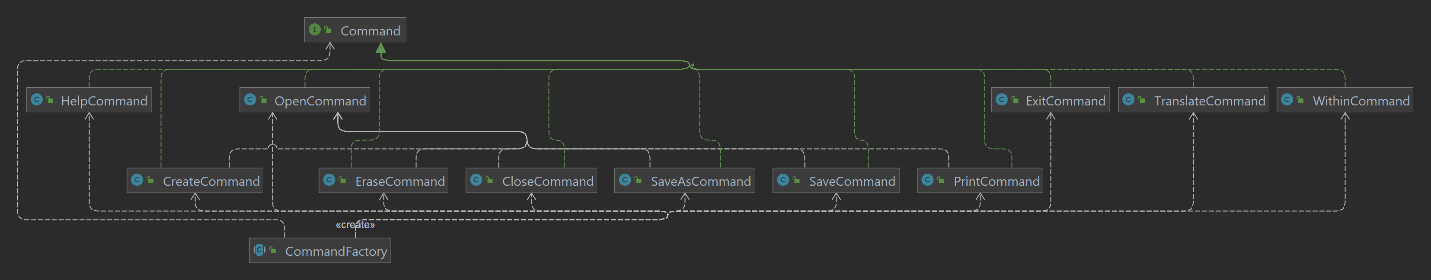 Command
HelpCommand
OpenCommand
ExitCommand
TranslateCommand
WithinCommand
CreateCommand
EraseCommand
CloseCommand
SaveAsCommand
SaveCommand
PrintCommand
«create»
CommandFactory